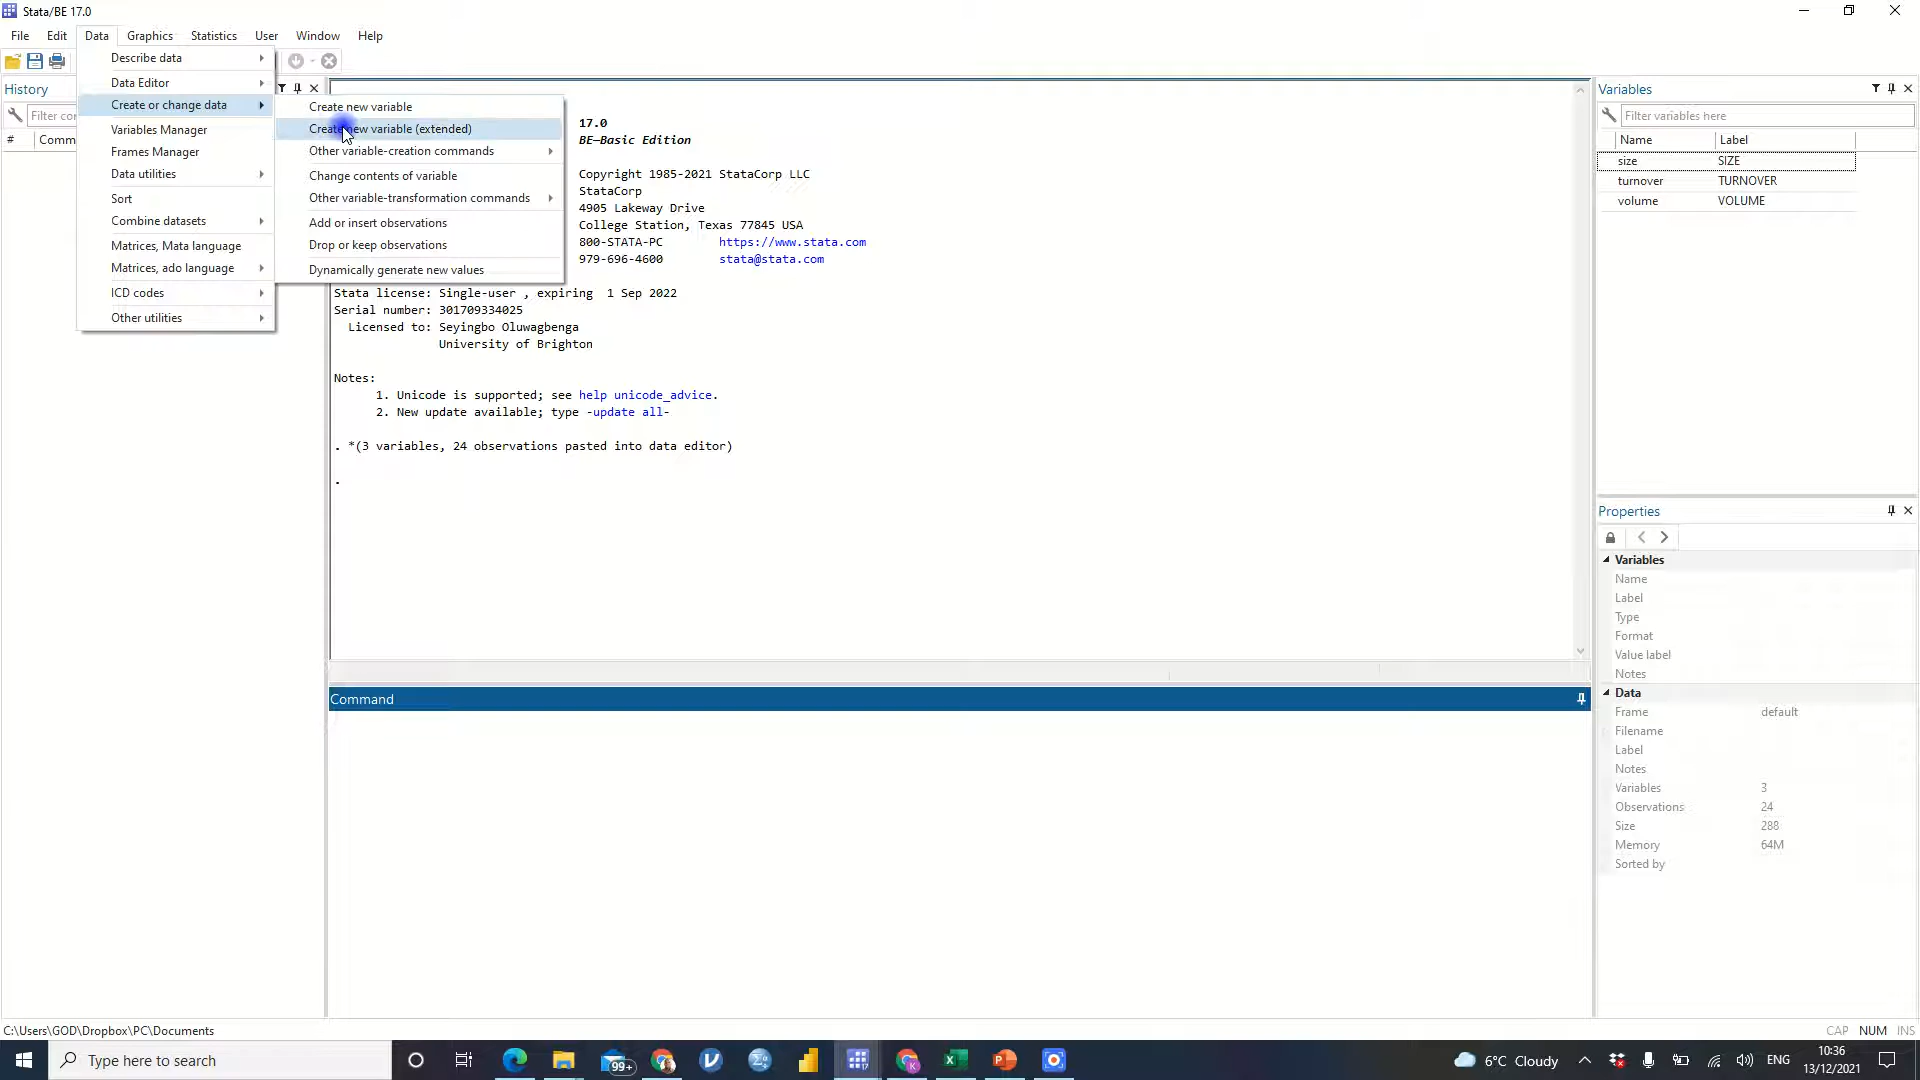 Stata/BE 17.0
File Edit Data Graphics Statistics User Window Help
History
Filter cor
# Comm
Describe data
Data Editor
Create or change data
Variables Manager
Frames Manager
Data utilities
Sort
Combine datasets
Matrices, Mata language
Matrices, ado language
ICD codes
Other utilities
Create new variable
Create new variable (extended)
Other variable-creation commands
Change contents of variable
Other variable-transformation commands
Add or insert observations
Drop or keep observations
Dynamically generate new values
17.0
BE—Basic Edition
Copyright 1985-2021 StataCorp LLC
StataCorp
4905 Lakeway Drive
College Station, Texas 77845 USA
800-STATA-PC https://www.stata.com
979-696-4600 stata@stata.com
Stata license: Single-user , expiring 1 Sep 2022
Serial number: 301709334025
Licensed to: Seyingbo Oluwagbenga
University of Brighton
Notes:
1. Unicode is supported; see help unicode_advice.
2. New update available; type -update all-
. *(3 variables, 24 observations pasted into data editor)
.
Command
Variables
Filter variables here
Name Label
size SIZE
turnover TURNOVER
volume VOLUME
Properties
Variables
Name
Label
Type
Format
Value label
Notes
Data
Frame default
Filename
Label
Notes
Variables 3
Observations 24
Size 288
Memory 64M
Sorted by
C:\Users\GOD\Dropbox\PC\Documents
CAP NUM INS
Type here to search
99+
17
K
6°C Cloudy
ENG
10:36
13/12/2021